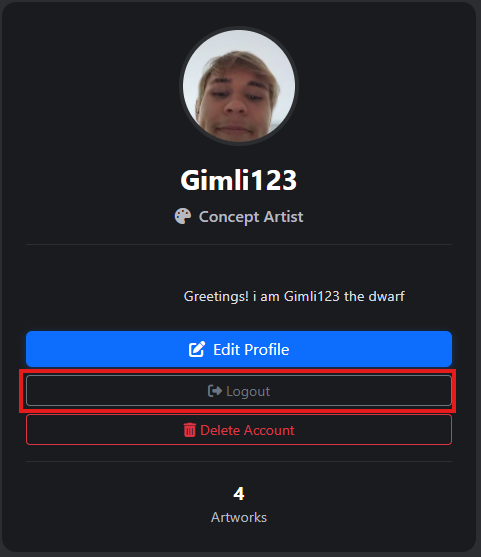 Gimli123
Concept Artist
Greetings! i am Gimli123 the dwarf
Edit Profile
Logout
Delete Account
4
Artworks